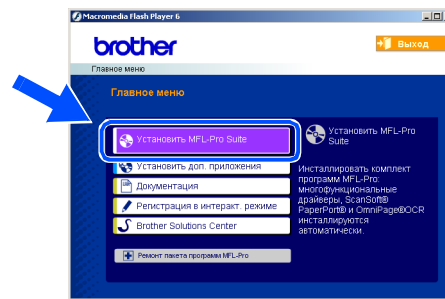 Macromedia Flash Player 6
brother
Выход
Главное меню
Главное меню
Установить MFL-Pro Suite
Установить доп. приложения
Документация
Регистрация в интеракт. режиме
Brother Solutions Center
Ремонт пакета программ MFL-Pro
Установить MFL-Pro
Suite
Инсталлировать комплект
программ MFL-Pro:
многофункциональные
драйверы, ScanSoft®
PaperPort® и OmniPage®OCR
инсталлируются
автоматически.